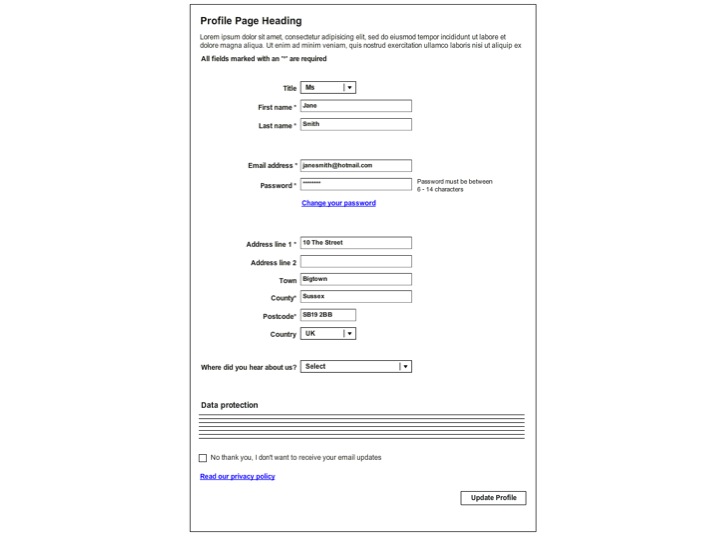 Profile Page Heading
Lorem ipsum dolor sit amet, consectetur adipisicing elit, sed do eiusmod tempor incididunt ut labore et
dolore magna aliqua. Ut enim ad minim veniam, quis nostrud exercitation ullamco laboris nisi ut aliquip ex
All fields marked with an "*" are required
Title Ms
First name * Jane
Last name * Smith
Email address * janesmith@hotmail.com
Password * ******** Password must be between
6 - 14 characters
Change your password
Address line 1 * 10 The Street
Address line 2
Town Bigtown
County* Sussex
Postcode* SB19 2BB
Country UK
Where did you hear about us? Select
Data protection
No thank you, I don't want to receive your email updates
Read our privacy policy
Update Profile